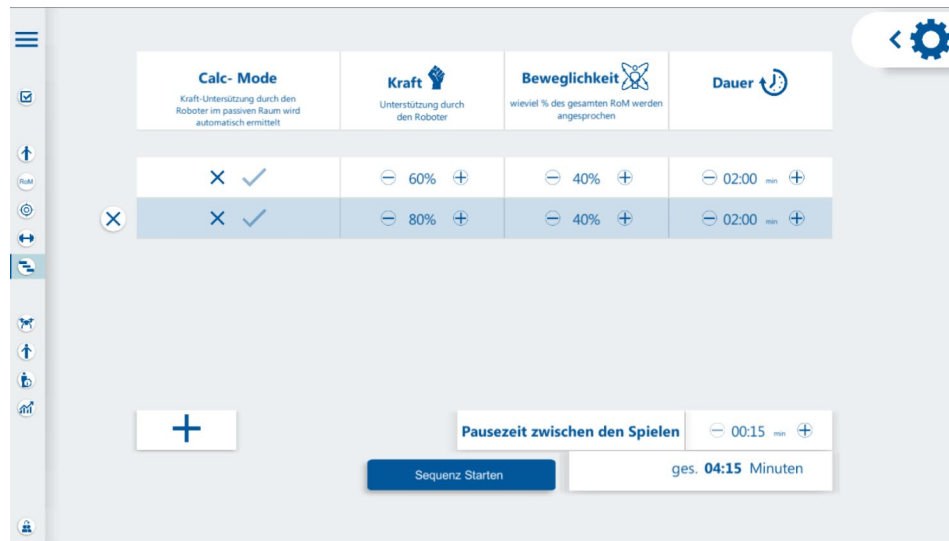 Calc- Mode
Kraft-Untersützung durch den
Roboter im passiven Raum wird
automatisch ermittelt
Kraft
Unterstützung durch
den Roboter
Beweglichkeit
wieviel % des gesamten RoM werden
angesprochen
Dauer
RoM
60% 40% 02:00 min
80% 40% 02:00 min
Pausezeit zwischen den Spielen 00:15 min
Sequenz Starten
ges. 04:15 Minuten